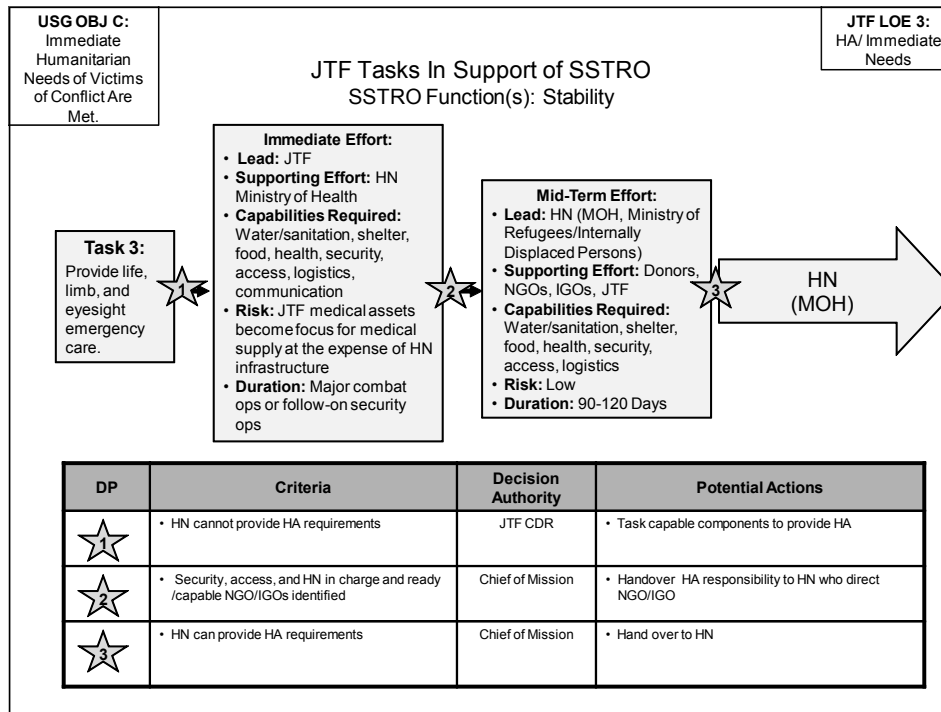 USG OBJ C:
Immediate
Humanitarian
Needs of Victims
of Conflict Are
Met.
JTF LOE 3:
HA/ Immediate
Needs
JTF Tasks In Support of SSTRO
SSTRO Function(s): Stability
Task 3:
Provide life,
limb, and
eyesight
emergency
care.
1
Immediate Effort:
• Lead: JTF
• Supporting Effort: HN
Ministry of Health
• Capabilities Required:
Water/sanitation, shelter,
food, health, security,
access, logistics,
communication
• Risk: JTF medical assets
become focus for medical
supply at the expense of HN
infrastructure
• Duration: Major combat
ops or follow-on security
ops
2
Mid-Term Effort:
• Lead: HN (MOH, Ministry of
Refugees/Internally
Displaced Persons)
• Supporting Effort: Donors,
NGOs, IGOs, JTF
• Capabilities Required:
Water/sanitation, shelter,
food, health, security,
access, logistics
• Risk: Low
• Duration: 90-120 Days
3
HN
(MOH)
DP Criteria Decision Authority Potential Actions
1 • HN cannot provide HA requirements JTF CDR • Task capable components to provide HA
2 • Security, access, and HN in charge and ready /capable NGO/IGOs identified Chief of Mission • Handover HA responsibility to HN who direct NGO/IGO
3 • HN can provide HA requirements Chief of Mission • Hand over to HN